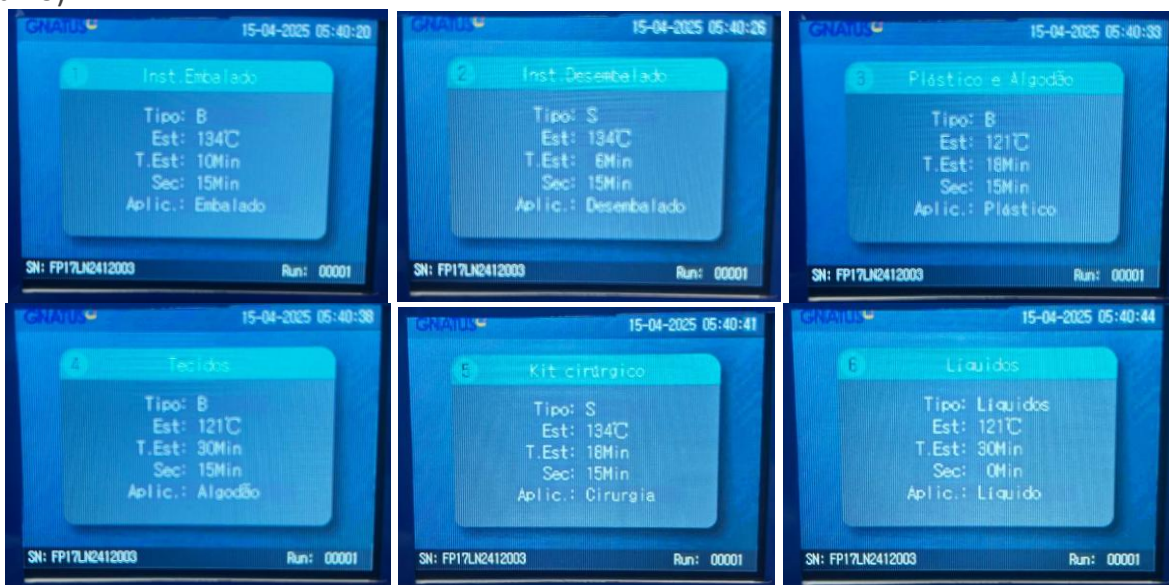 GNATUS
15-04-2025 05:40:20
1 Inst.Embalado
Tipo: B
Est: 134℃
T.Est: 10Min
Sec: 15Min
Aplic.: Embalado
SN: FP17LN2412003
Run: 00001
GNATUS
15-04-2025 05:40:26
2 Inst.Desembalado
Tipo: S
Est: 134℃
T.Est: 6Min
Sec: 15Min
Aplic.: Desembalado
SN: FP17LN2412003
Run: 00001
GNATUS
15-04-2025 05:40:33
3 Plástico e Algodão
Tipo: B
Est: 121℃
T.Est: 18Min
Sec: 15Min
Aplic.: Plástico
SN: FP17LN2412003
Run: 00001
GNATUS
15-04-2025 05:40:38
4 Tecidos
Tipo: B
Est: 121℃
T.Est: 30Min
Sec: 15Min
Aplic.: Algodão
SN: FP17LN2412003
Run: 00001
GNATUS
15-04-2025 05:40:41
5 Kit cirúrgico
Tipo: S
Est: 134℃
T.Est: 18Min
Sec: 15Min
Aplic.: Cirurgia
SN: FP17LN2412003
Run: 00001
GNATUS
15-04-2025 05:40:44
6 Líquidos
Tipo: Líquidos
Est: 121℃
T.Est: 30Min
Sec: 0Min
Aplic.: Líquido
SN: FP17LN2412003
Run: 00001